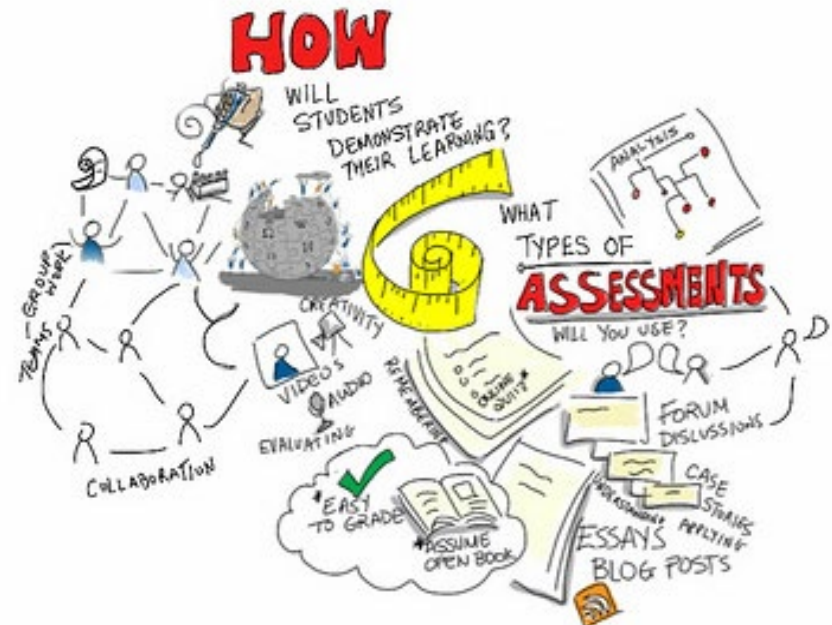 HOW
WILL
STUDENTS
DEMONSTRATE
THEIR LEARNING?
WHAT
TYPES OF
ASSESSMENTS
WILL YOU USE?
ANALYSIS
TEAMS - GROUP
WORK
COLLABORATION
CREATIVITY
VIDEOS
AUDIO
EVALUATING
REMEMBERING
ONLINE
QUIZ*
*EASY
TO GRADE
*ASSUME
OPEN BOOK
FORUM
DISCUSSIONS
CASE
STORIES
UNDERSTANDING APPLYING
ESSAYS
BLOG POSTS